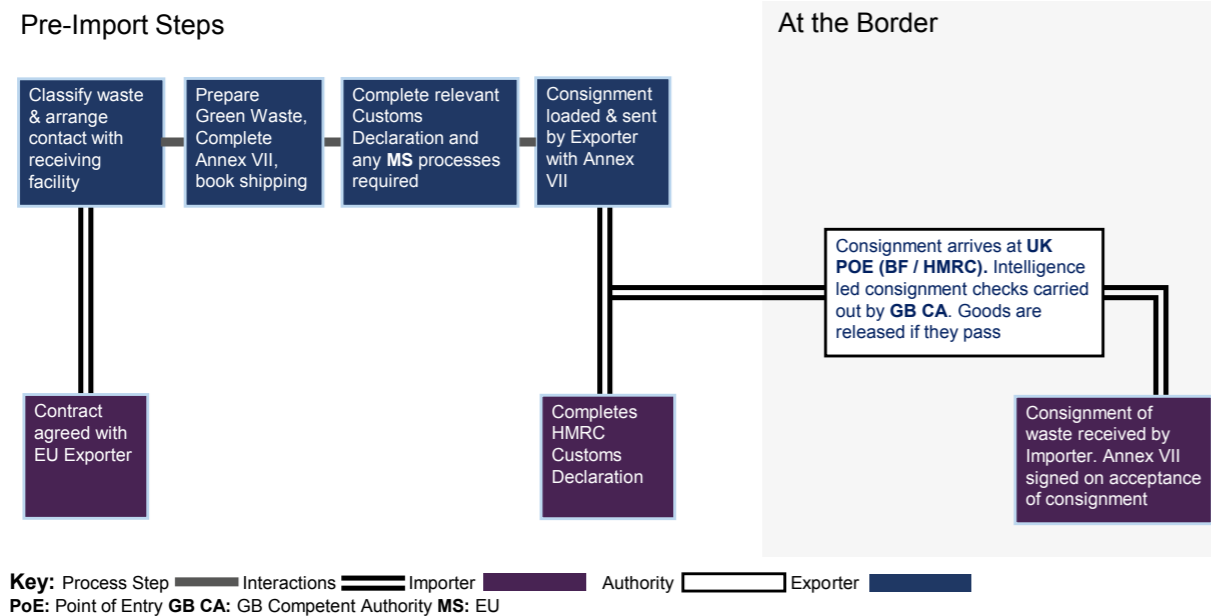 Pre-Import Steps
At the Border
Classify waste
& arrange
contact with
receiving
facility
Prepare
Green Waste,
Complete
Annex VII,
book shipping
Complete relevant
Customs
Declaration and
any MS processes
required
Consignment
loaded & sent
by Exporter
with Annex
VII
Consignment arrives at UK
POE (BF / HMRC). Intelligence
led consignment checks carried
out by GB CA. Goods are
released if they pass
Contract
agreed with
EU Exporter
Completes
HMRC
Customs
Declaration
Consignment of
waste received by
Importer. Annex VII
signed on acceptance
of consignment
Key: Process Step Interactions Importer Authority Exporter
PoE: Point of Entry GB CA: GB Competent Authority MS: EU